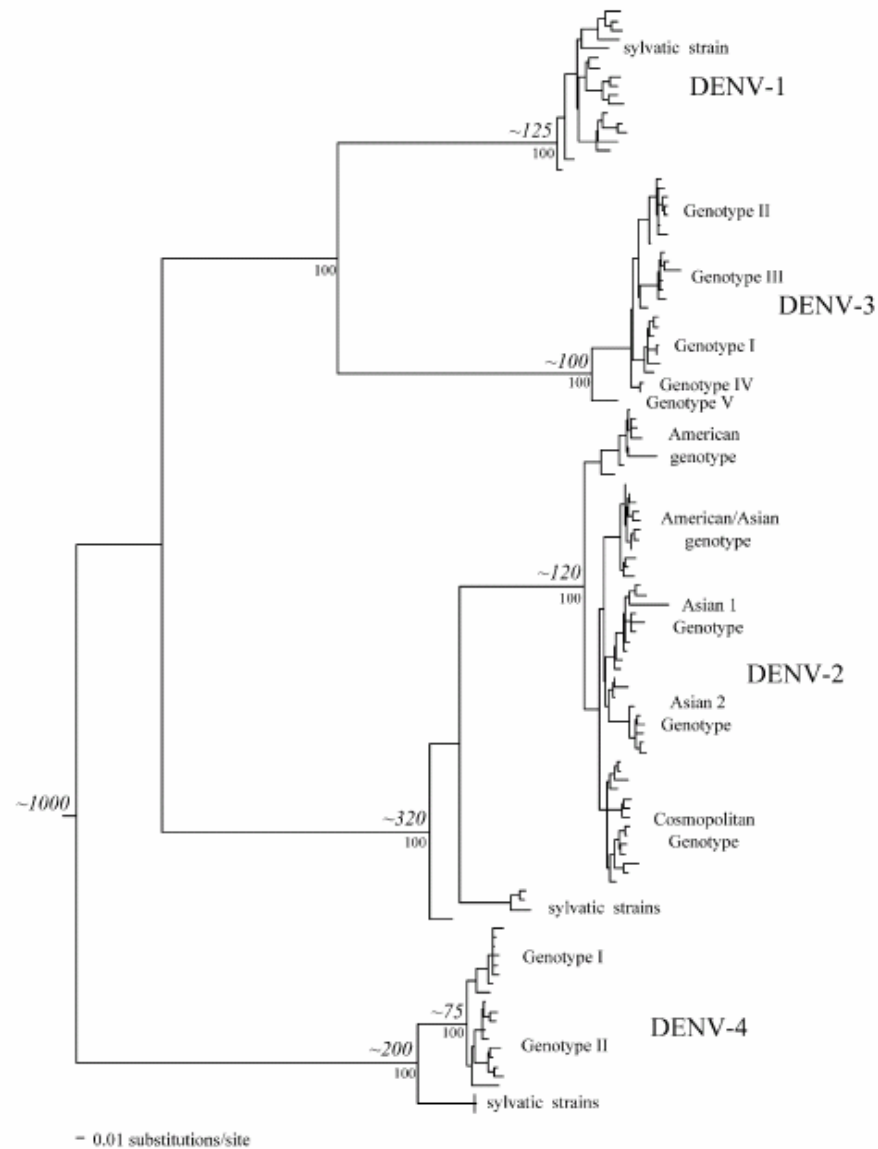 sylvatic strain
DENV-1
~125
100
Genotype II
100
Genotype III
DENV-3
Genotype I
~100
100
Genotype IV
Genotype V
American
genotype
American/Asian
genotype
~120
100
Asian 1
Genotype
DENV-2
Asian 2
Genotype
~1000
~320
100
Cosmopolitan
Genotype
sylvatic strains
Genotype I
~75
100
DENV-4
Genotype II
~200
100
sylvatic strains
0.01 substitutions/site